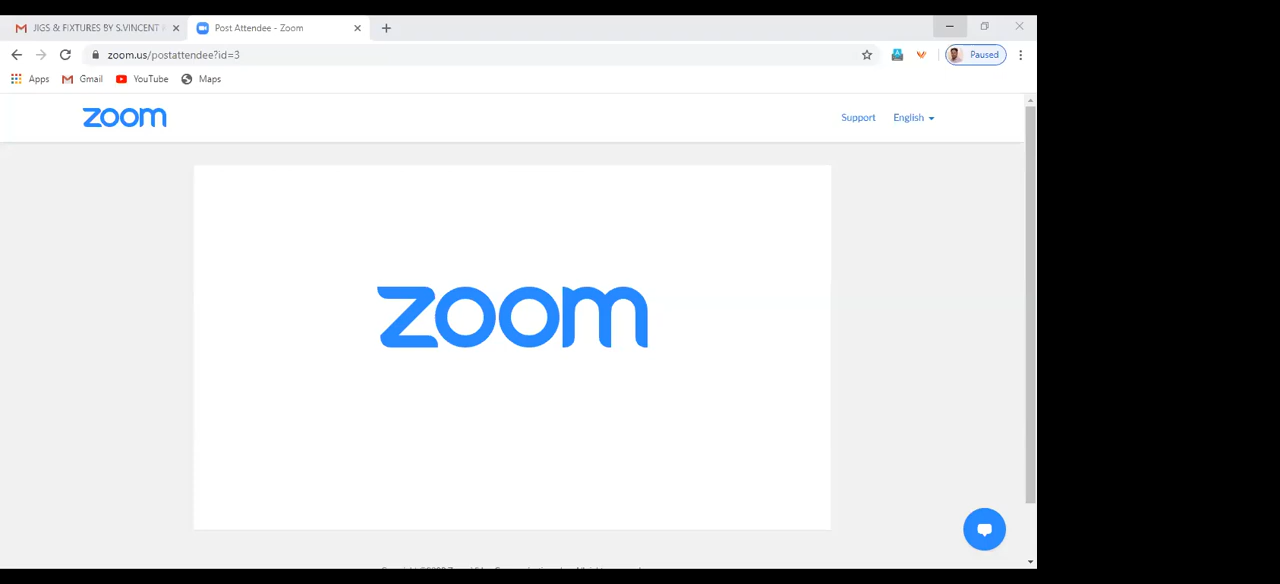 JIGS & FIXTURES BY S.VINCENT
Post Attendee - Zoom
zoom.us/postattendee?id=3
Paused
Apps
Gmail
YouTube
Maps
zoom
Support
English
zoom